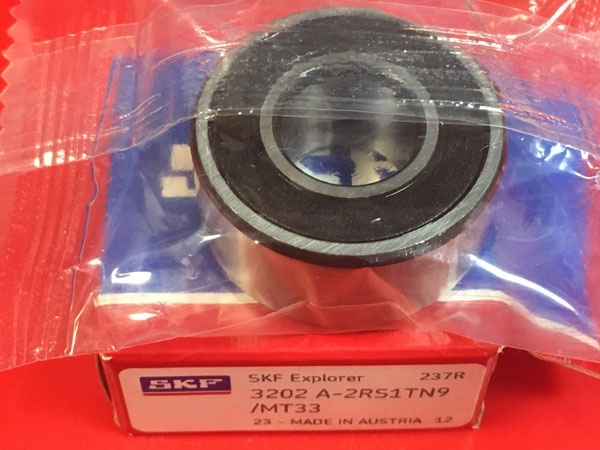 SKF
SKF Explorer 237R
3202 A-2RS1TN9
/MT33
23 - MADE IN AUSTRIA 12